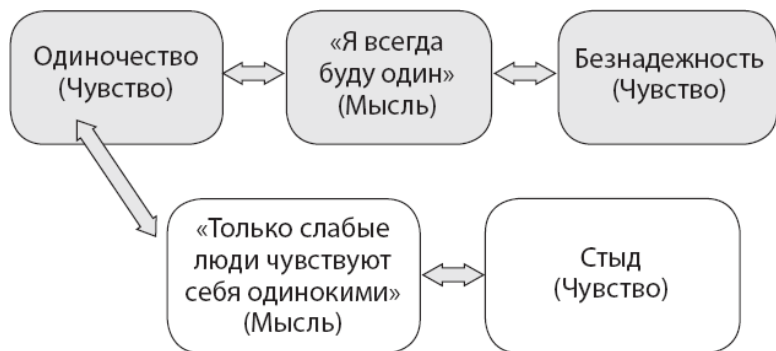 Одиночество
(Чувство)
«Я всегда
буду один»
(Мысль)
Безнадежность
(Чувство)
«Только слабые
люди чувствуют
себя одинокими»
(Мысль)
Стыд
(Чувство)